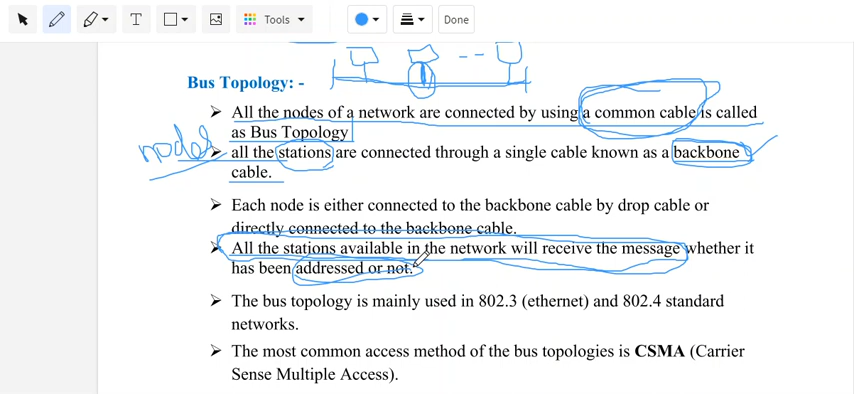 T Tools Done
Bus Topology: -
➢ All the nodes of a network are connected by using a common cable is called
as Bus Topology
nodes
➢ all the stations are connected through a single cable known as a backbone
cable.
➢ Each node is either connected to the backbone cable by drop cable or
directly connected to the backbone cable.
➢ All the stations available in the network will receive the message whether it
has been addressed or not.
➢ The bus topology is mainly used in 802.3 (ethernet) and 802.4 standard
networks.
➢ The most common access method of the bus topologies is CSMA (Carrier
Sense Multiple Access).